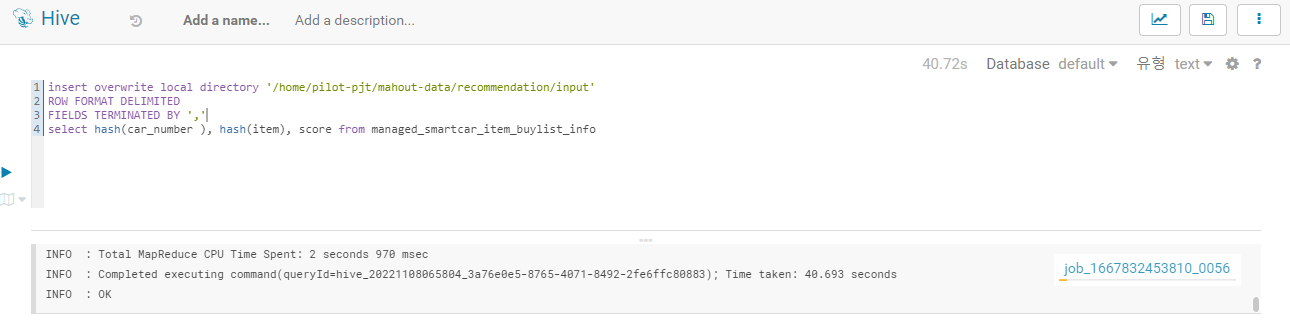 Hive
Add a name... Add a description...
40.72s Database default 유형 text ?
1 insert overwrite local directory '/home/pilot-pjt/mahout-data/recommendation/input'
2 ROW FORMAT DELIMITED
3 FIELDS TERMINATED BY ','
4 select hash(car_number ), hash(item), score from managed_smartcar_item_buylist_info
INFO : Total MapReduce CPU Time Spent: 2 seconds 970 msec
INFO : Completed executing command(queryId=hive_20221108065804_3a76e0e5-8765-4071-8492-2fe6ffc80883); Time taken: 40.693 seconds
job_1667832453810_0056
INFO : OK